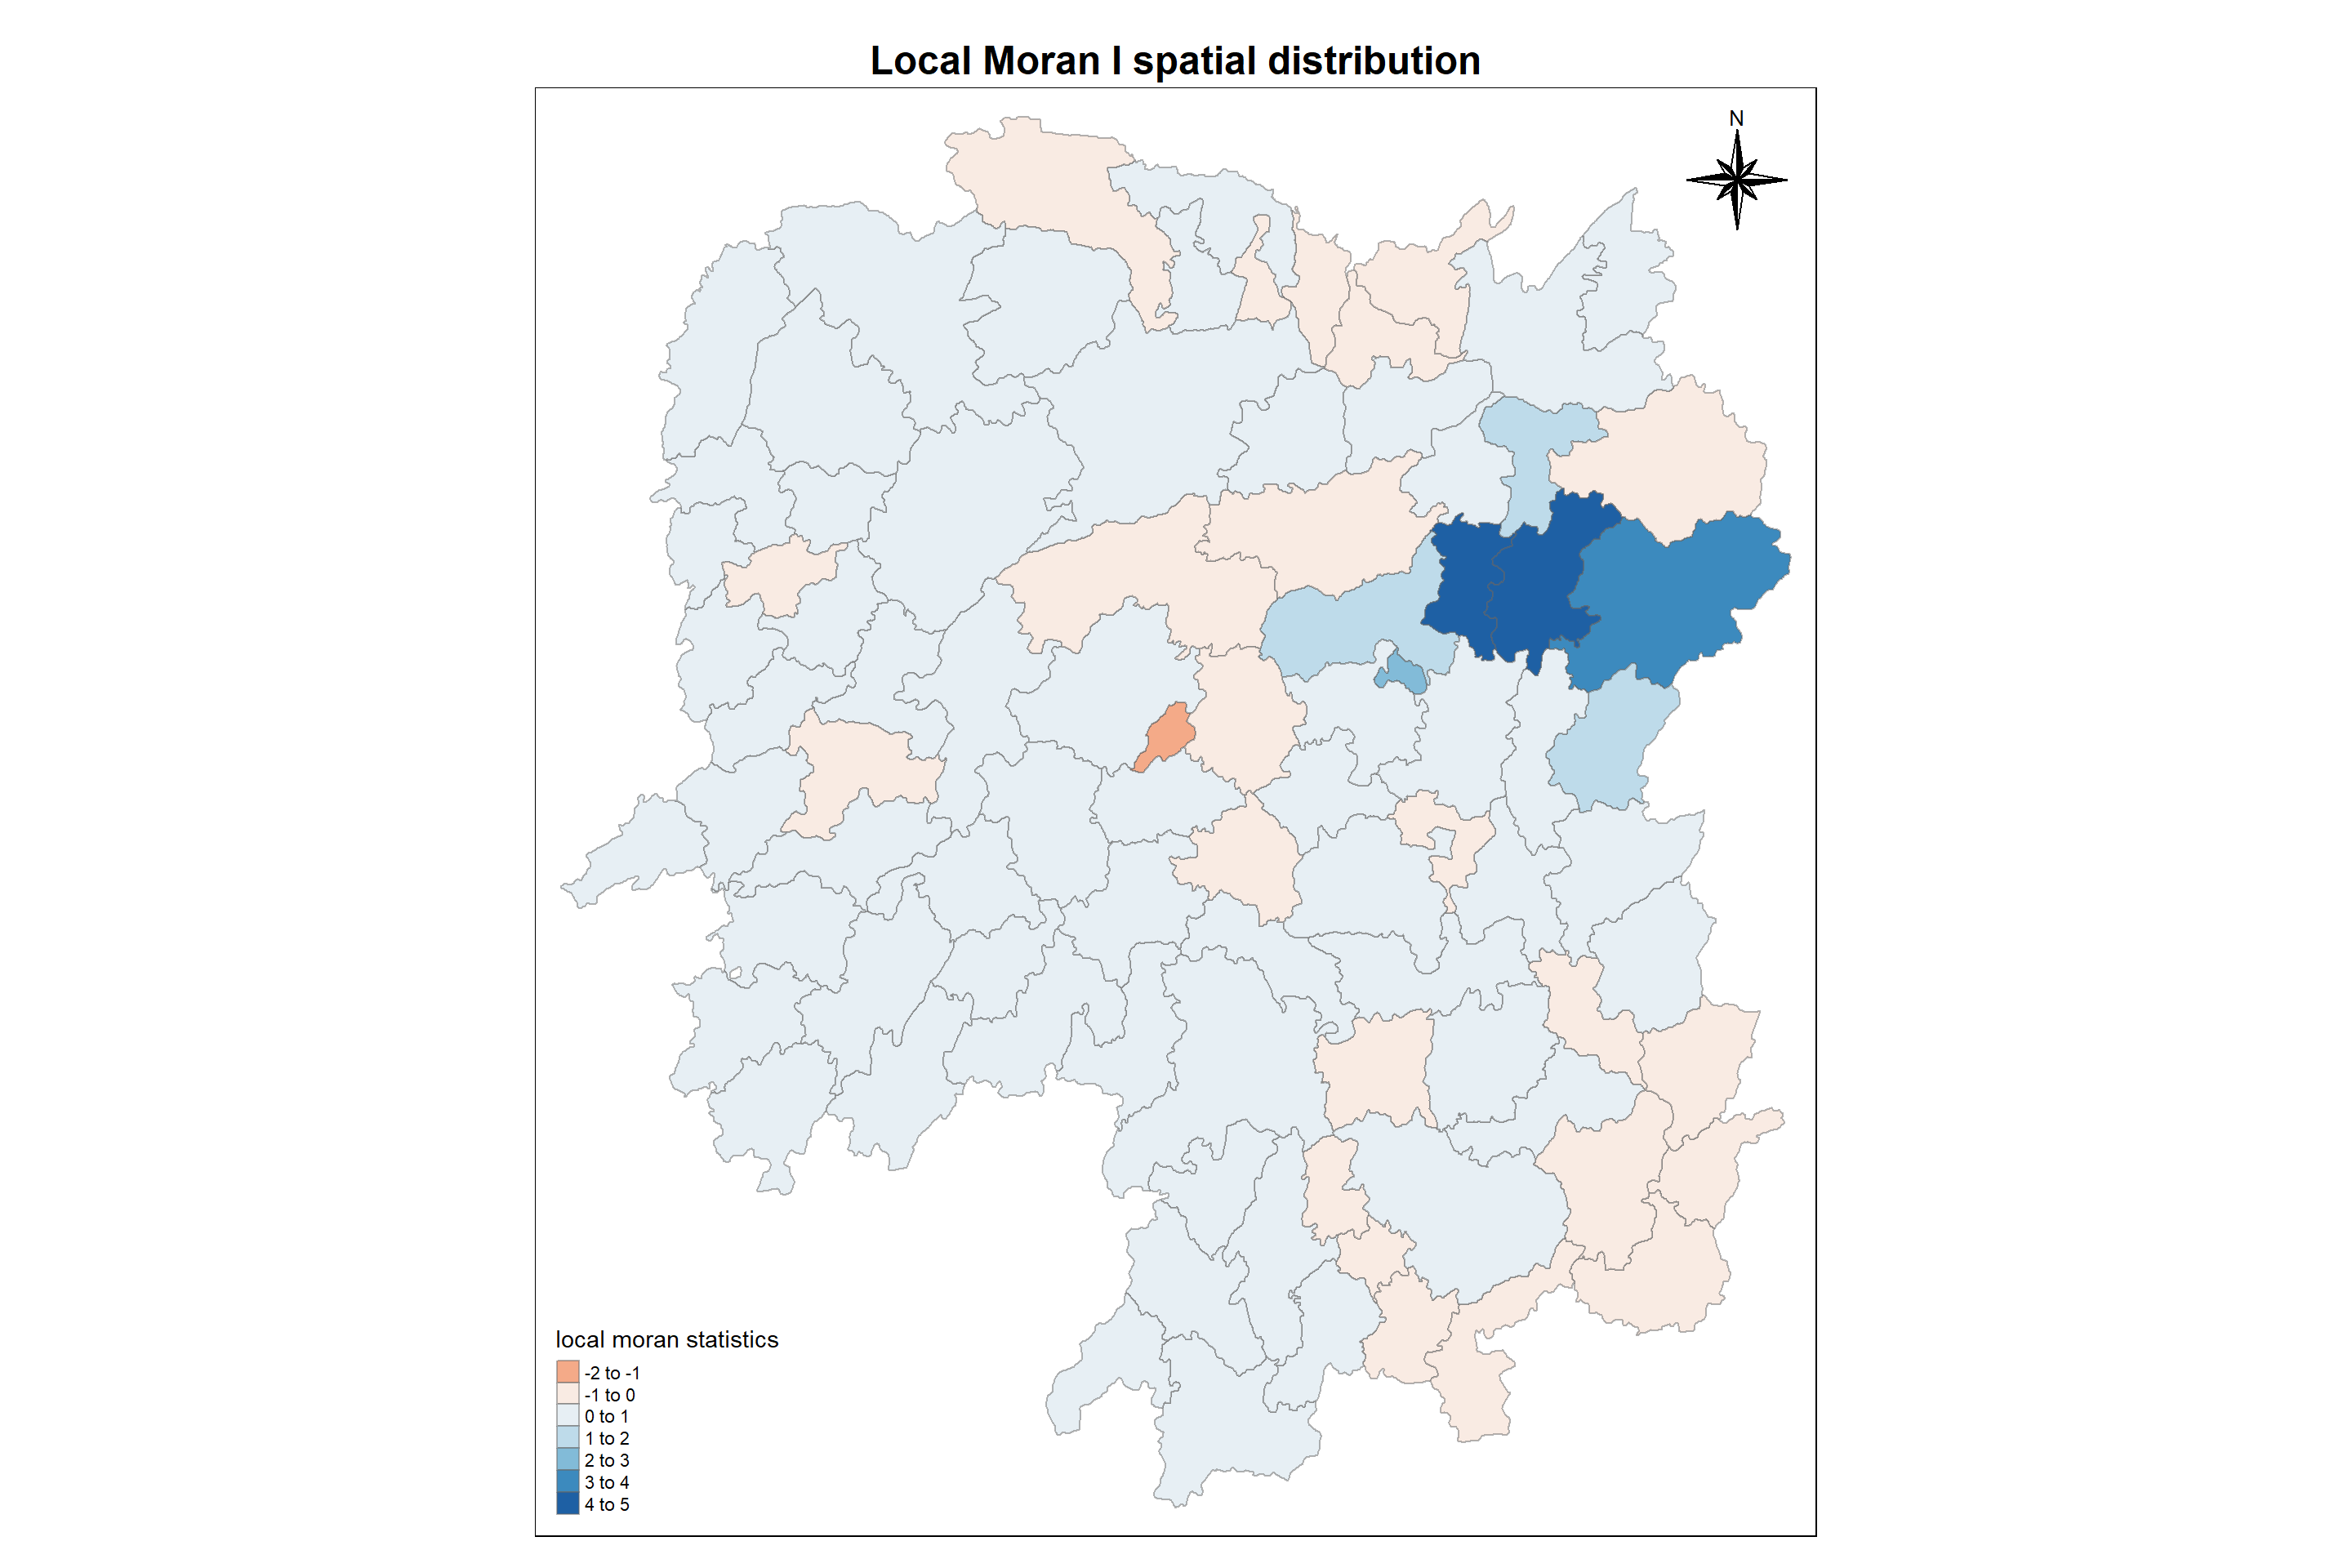 Local Moran I spatial distribution
N
local moran statistics
-2 to -1
-1 to 0
0 to 1
1 to 2
2 to 3
3 to 4
4 to 5